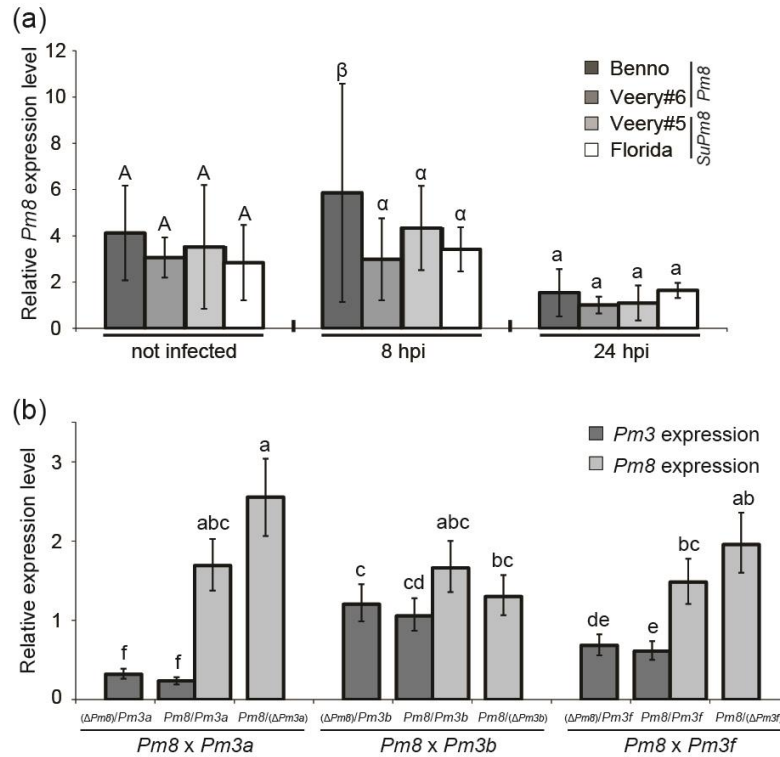 (a)
Relative Pm8 expression level
12
10
8
6
4
2
0
A
A
A
A
β
α
α
α
a
a
a
a
Benno
Veery#6
Veery#5
Florida
Pm8
SuPm8
not infected
8 hpi
24 hpi
(b)
Relative expression level
3
2
1
0
Pm3 expression
Pm8 expression
f
f
abc
a
c
cd
abc
bc
de
e
bc
ab
(ΔPm8)/Pm3a
Pm8/Pm3a
Pm8/(ΔPm3a)
(ΔPm8)/Pm3b
Pm8/Pm3b
Pm8/(ΔPm3b)
(ΔPm8)/Pm3f
Pm8/Pm3f
Pm8/(ΔPm3f)
Pm8 x Pm3a
Pm8 x Pm3b
Pm8 x Pm3f